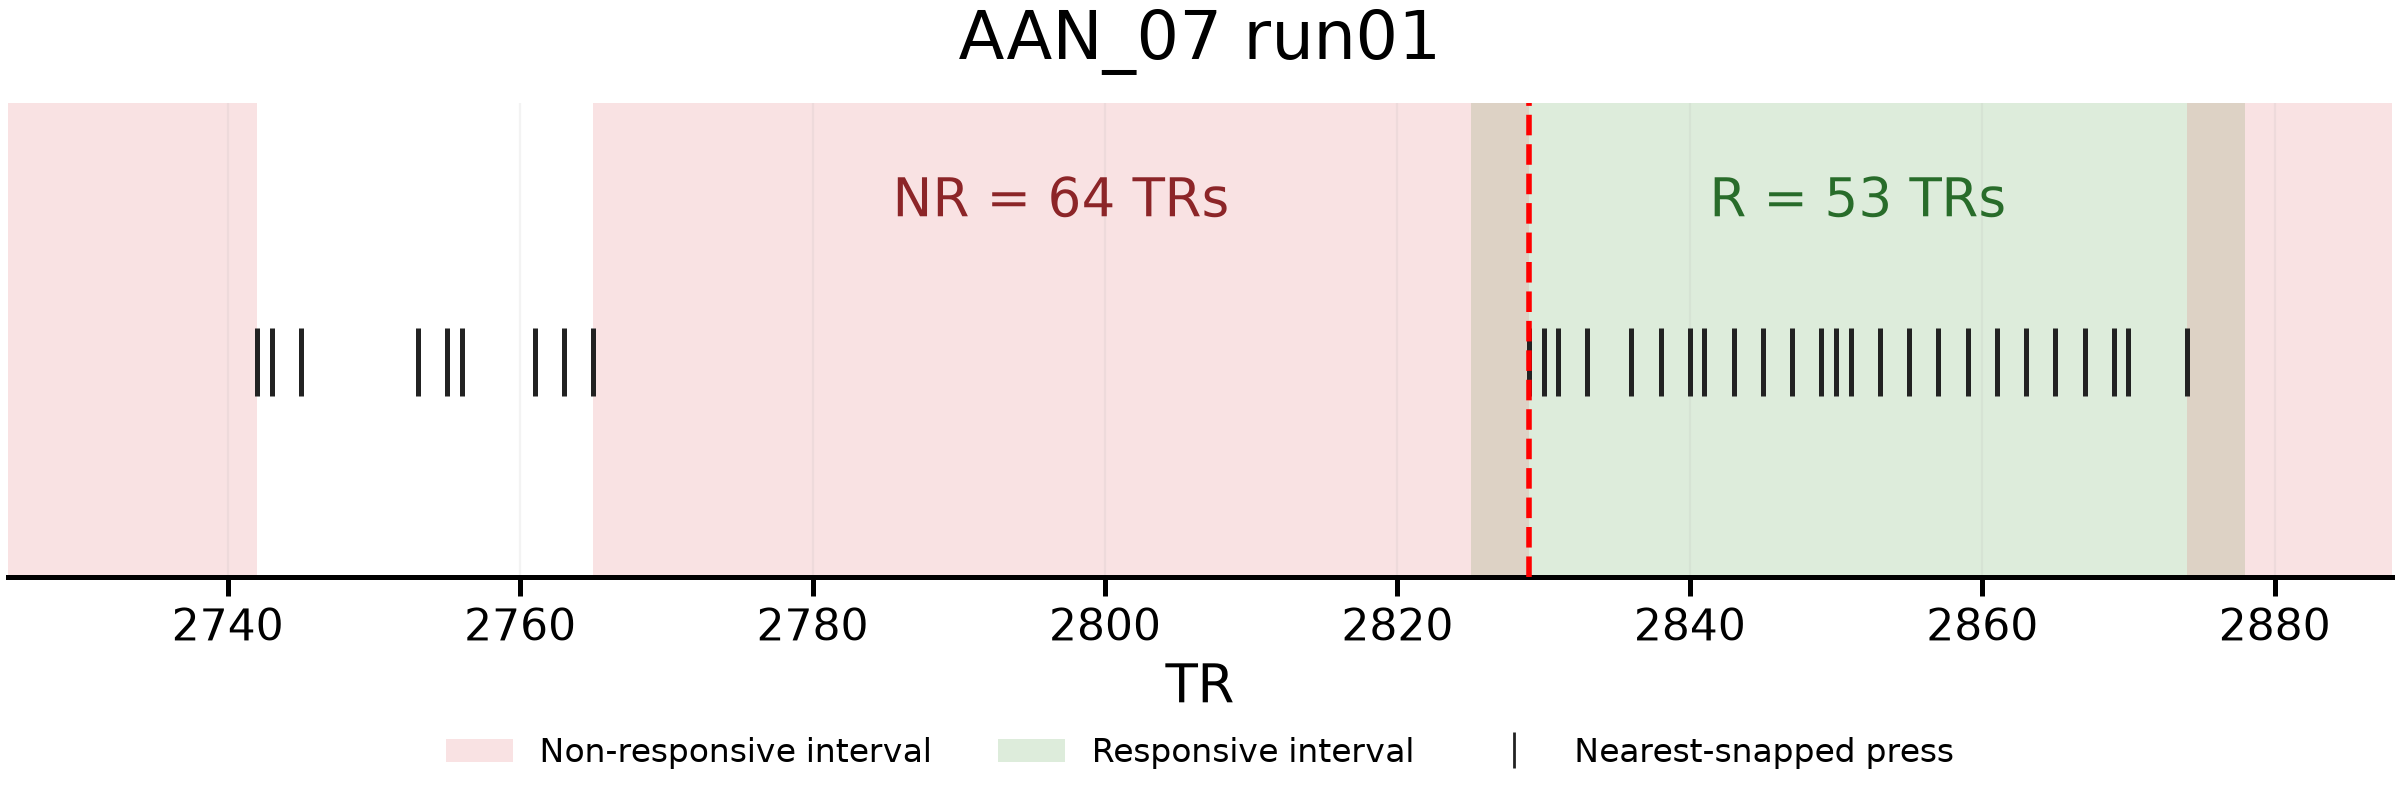 AAN_07 run01
NR = 64 TRs
R = 53 TRs
2740 2760 2780 2800 2820 2840 2860 2880
TR
Non-responsive interval Responsive interval Nearest-snapped press